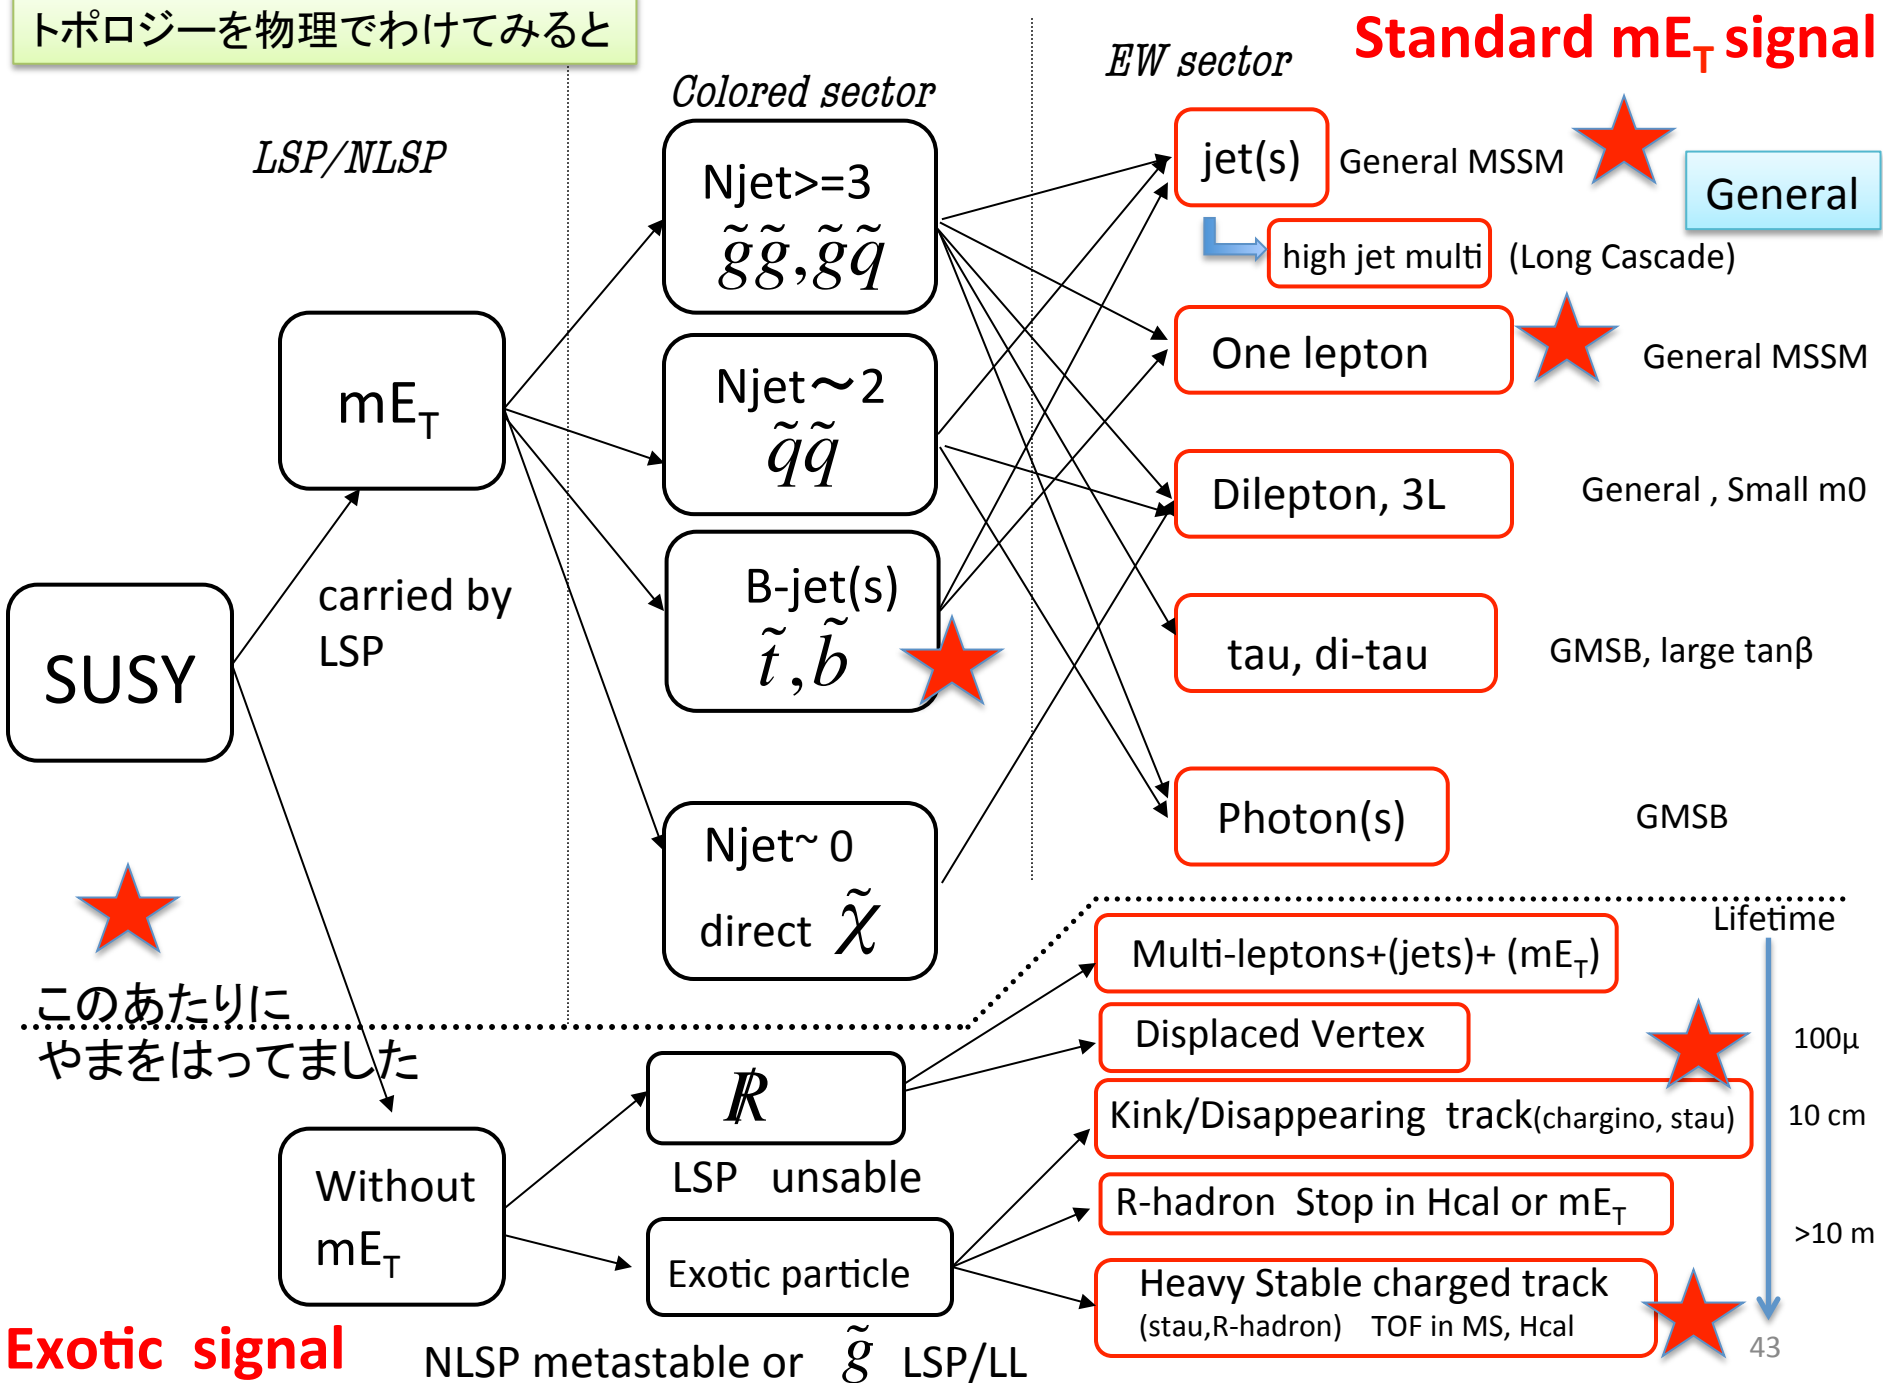 トポロジーを物理でわけてみると
Standard mE_T signal
LSP/NLSP
Colored sector
EW sector
SUSY
carried by
LSP
mE_T
Njet>=3
g̃g̃,g̃q̃
Njet～2
q̃q̃
B-jet(s)
t̃,b̃
Njet~ 0
direct χ̃
jet(s)
General MSSM
General
high jet multi
(Long Cascade)
One lepton
General MSSM
Dilepton, 3L
General , Small m0
tau, di-tau
GMSB, large tanβ
Photon(s)
GMSB
このあたりに
やまをはってました
Without
mE_T
R̸
LSP unsable
Exotic particle
NLSP metastable or g̃ LSP/LL
Exotic signal
Lifetime
Multi-leptons+(jets)+ (mE_T)
Displaced Vertex
100μ
Kink/Disappearing track(chargino, stau)
10 cm
R-hadron Stop in Hcal or mE_T
>10 m
Heavy Stable charged track
(stau,R-hadron) TOF in MS, Hcal
43